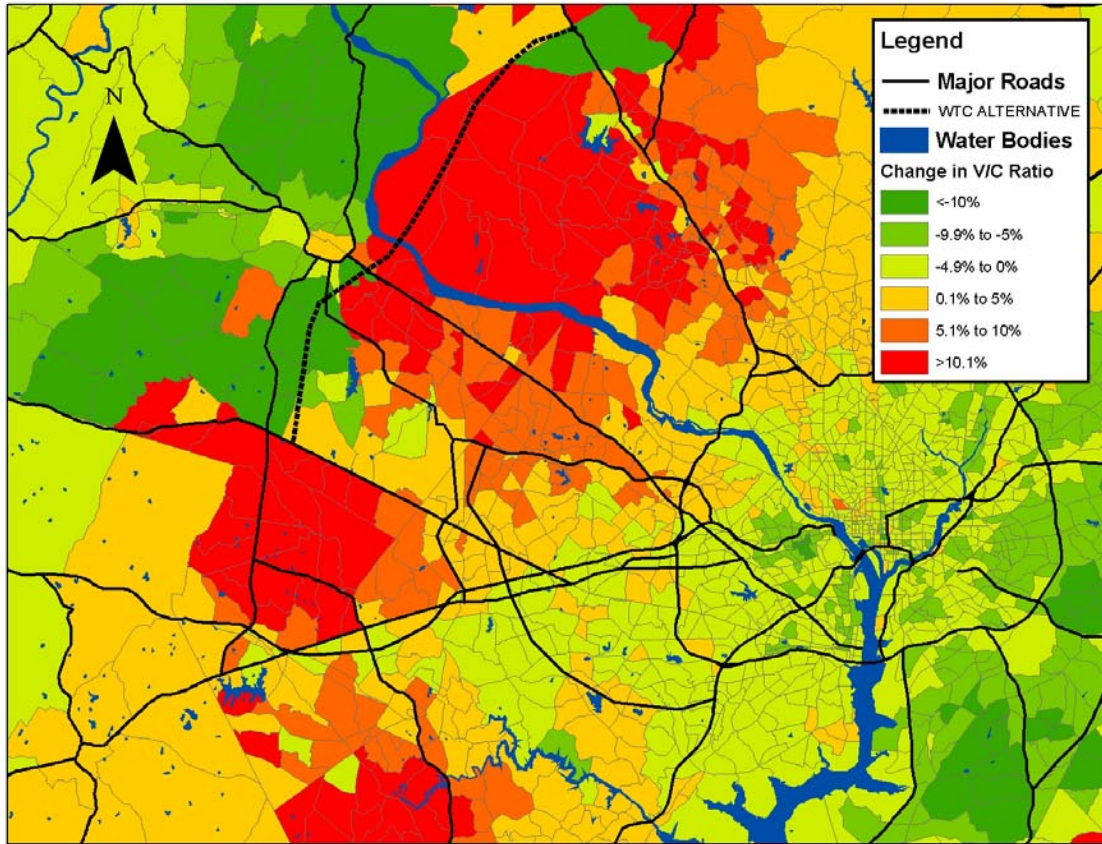 N
Legend
Major Roads
WTC ALTERNATIVE
Water Bodies
Change in V/C Ratio
<-10%
-9.9% to -5%
-4.9% to 0%
0.1% to 5%
5.1% to 10%
>10.1%